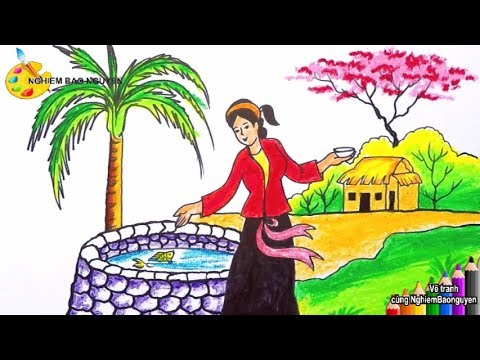 NGHIEM BAO NGUYEN
Vẽ tranh
cùng NghiemBaonguyen